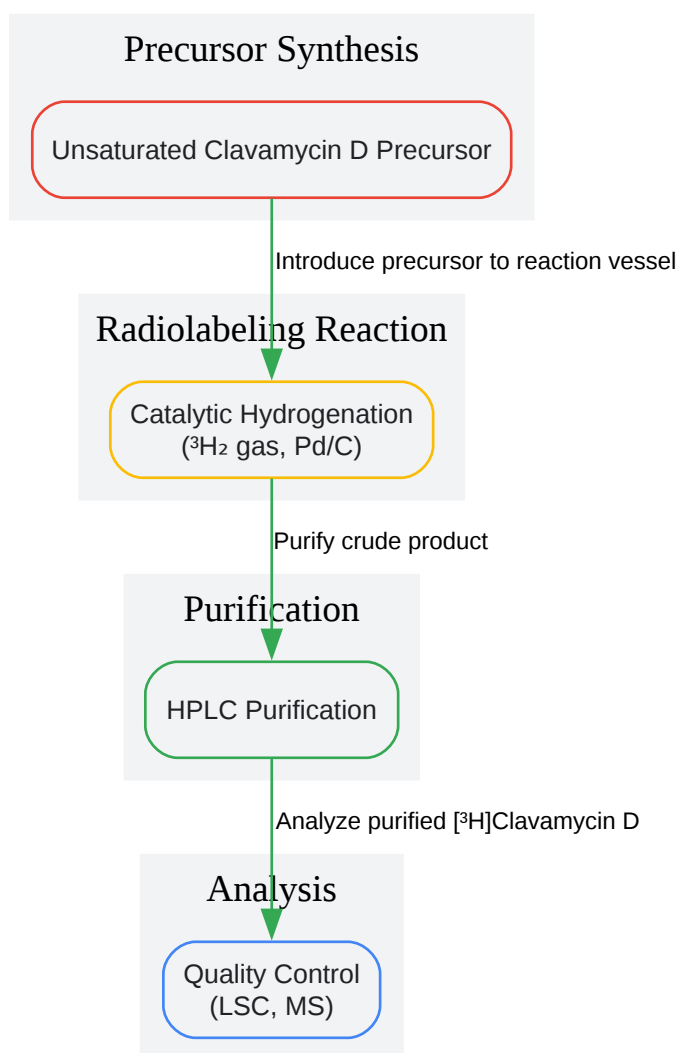 Precursor Synthesis
Unsaturated Clavamycin D Precursor
Introduce precursor to reaction vessel
Radiolabeling Reaction
Catalytic Hydrogenation
(³H₂ gas, Pd/C)
Purify crude product
Purification
HPLC Purification
Analyze purified [³H]Clavamycin D
Analysis
Quality Control
(LSC, MS)